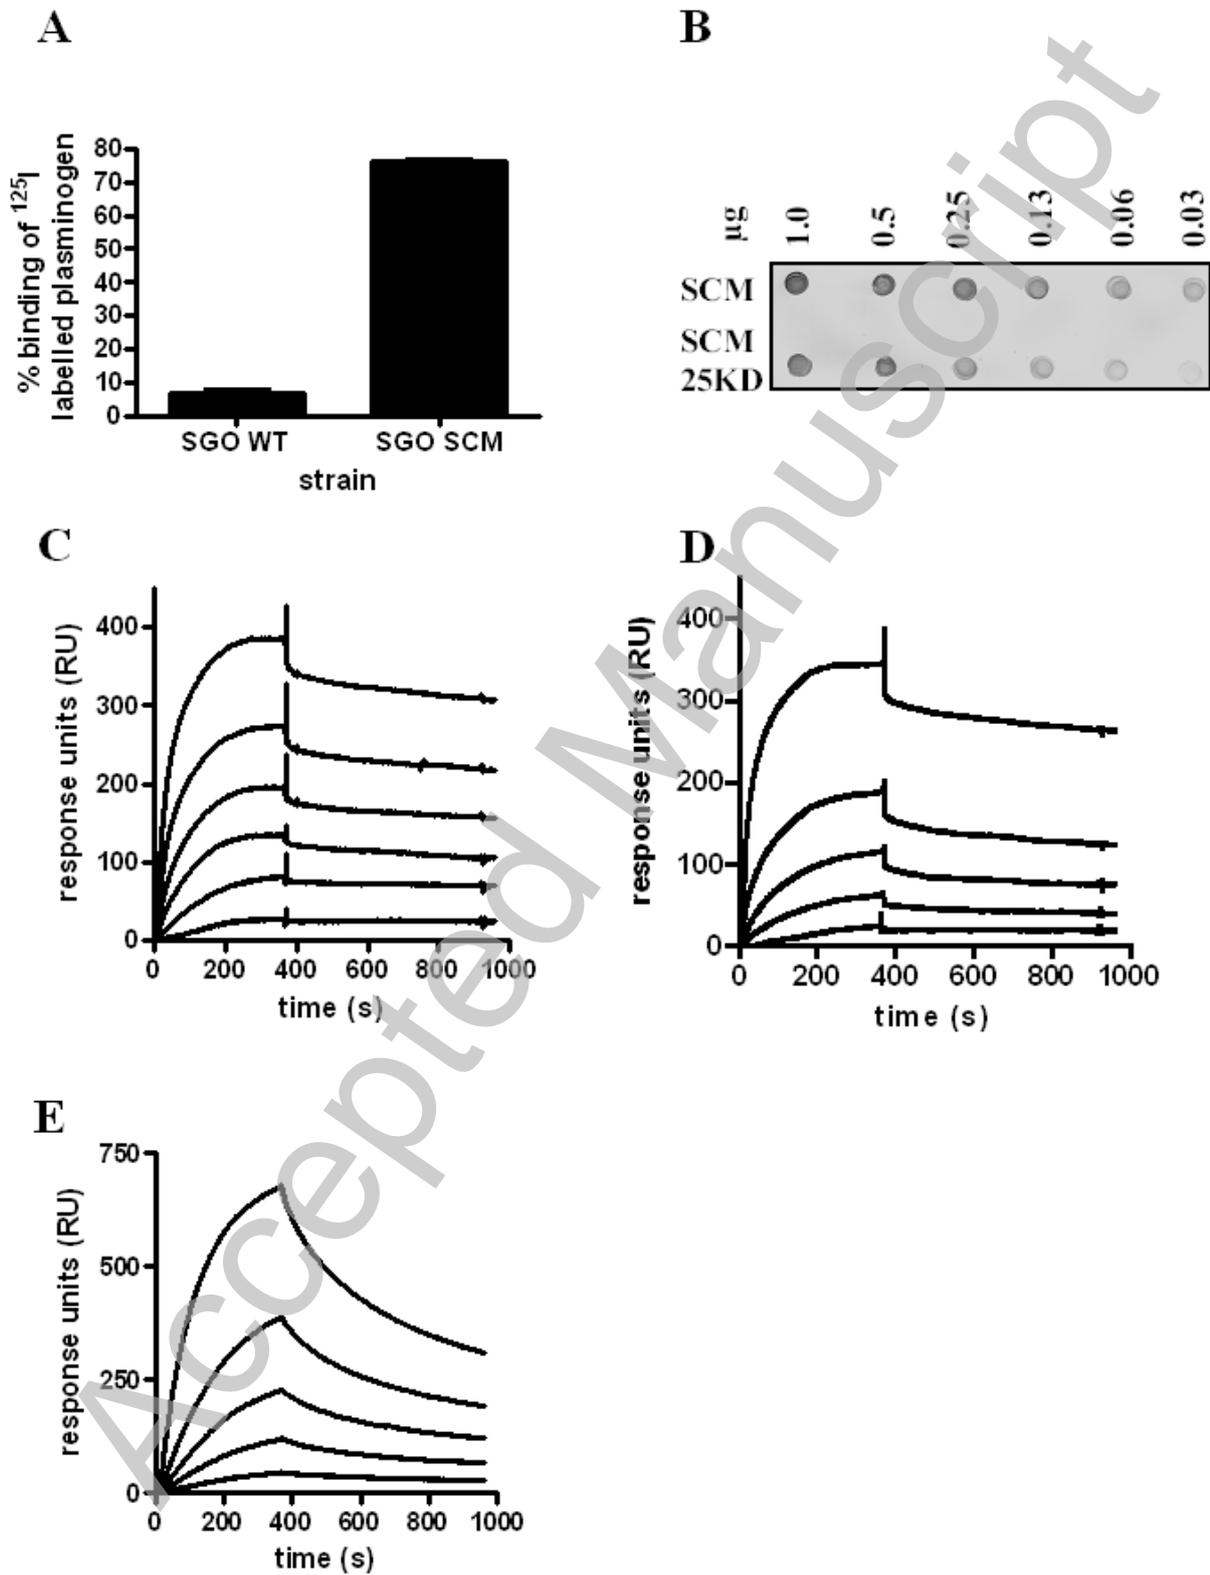 A
% binding of 125I
labelled plasminogen
80
70
60
50
40
30
20
10
0
SGO WT SGO SCM
strain
B
µg 1.0 0.5 0.25 0.13 0.06 0.03
SCM
SCM
25KD
C
response units (RU)
400
300
200
100
0
0 200 400 600 800 1000
time (s)
D
response units (RU)
400
300
200
100
0
0 200 400 600 800 1000
time (s)
E
response units (RU)
750
500
250
0
0 200 400 600 800 1000
time (s)
Accepted Manuscript